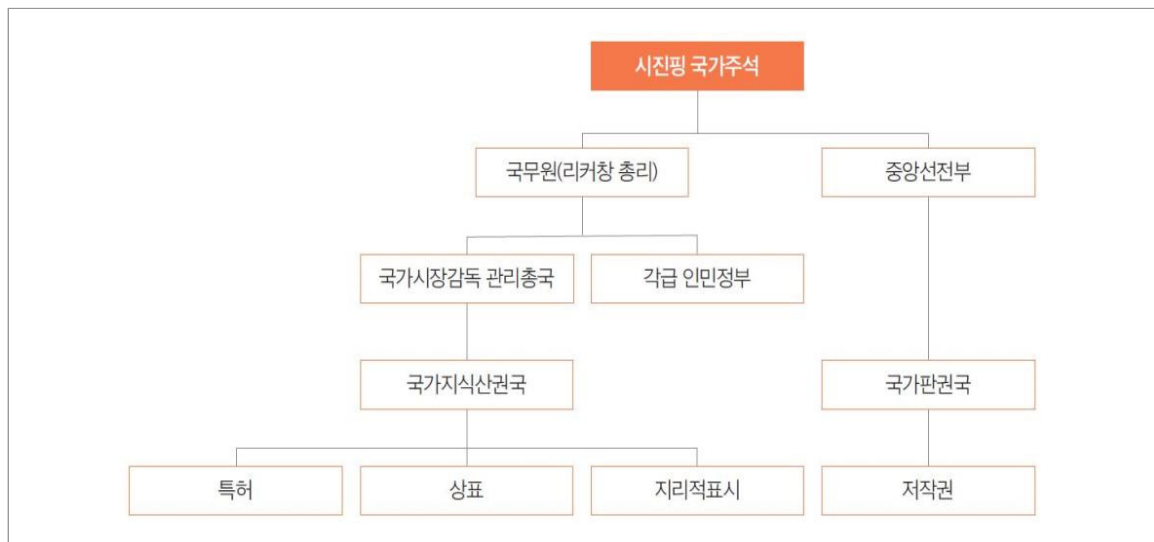 시진핑 국가주석
국무원(리커창 총리)
중앙선전부
국가시장감독 관리총국
각급 인민정부
국가지식산권국
국가판권국
특허
상표
지리적표시
저작권